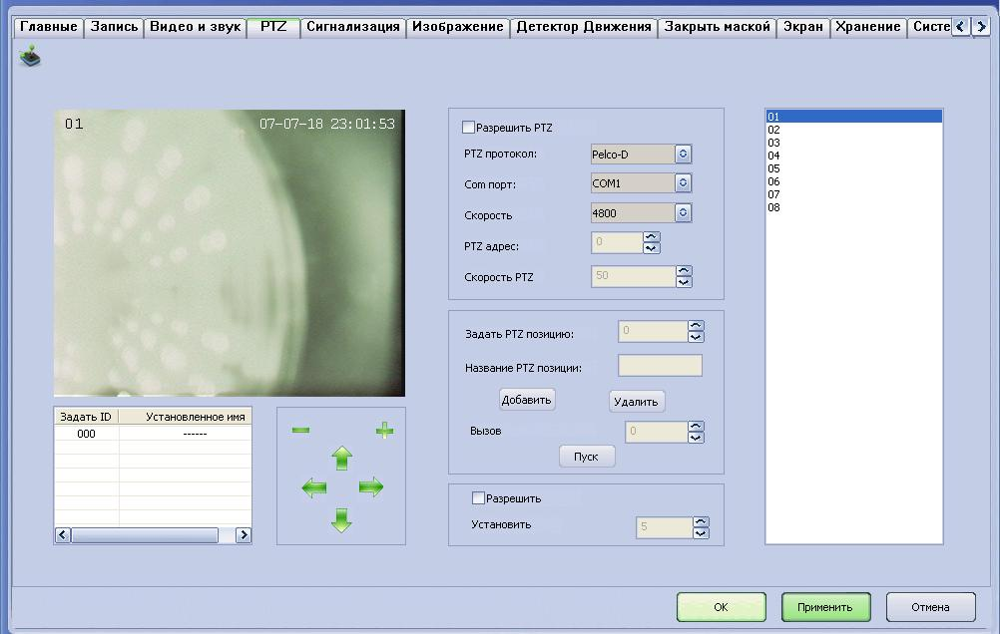 Главные Запись Видео и звук PTZ Сигнализация Изображение Детектор Движения Закрыть маской Экран Хранение Систе
01 07-07-18 23:01:53
Разрешить PTZ
PTZ протокол: Pelco-D
Com порт: COM1
Скорость 4800
PTZ адрес: 0
Скорость PTZ 50
Задать PTZ позицию: 0
Название PTZ позиции:
Добавить Удалить
Вызов 0
Пуск
Разрешить
Установить 5
Задать ID Установленное имя
000 ------
01
02
03
04
05
06
07
08
OK Применить Отмена